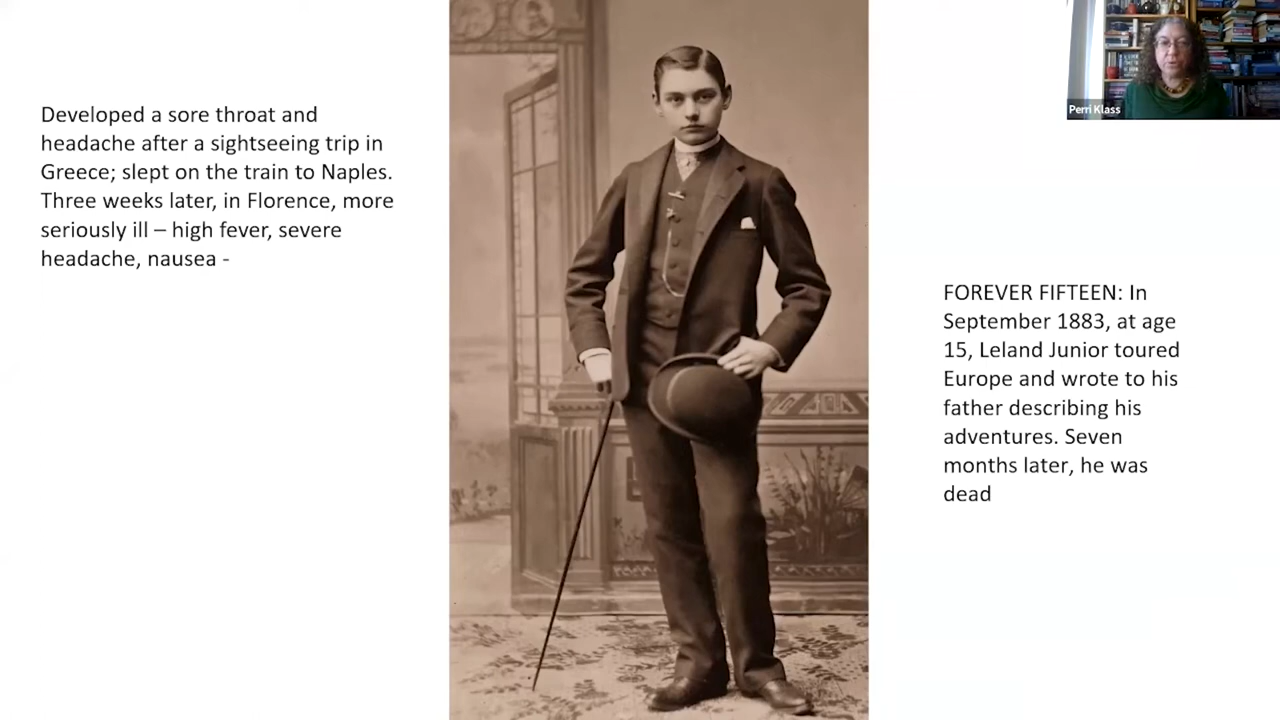 Developed a sore throat and
headache after a sightseeing trip in
Greece; slept on the train to Naples.
Three weeks later, in Florence, more
seriously ill – high fever, severe
headache, nausea -
Perri Klass
FOREVER FIFTEEN: In
September 1883, at age
15, Leland Junior toured
Europe and wrote to his
father describing his
adventures. Seven
months later, he was
dead